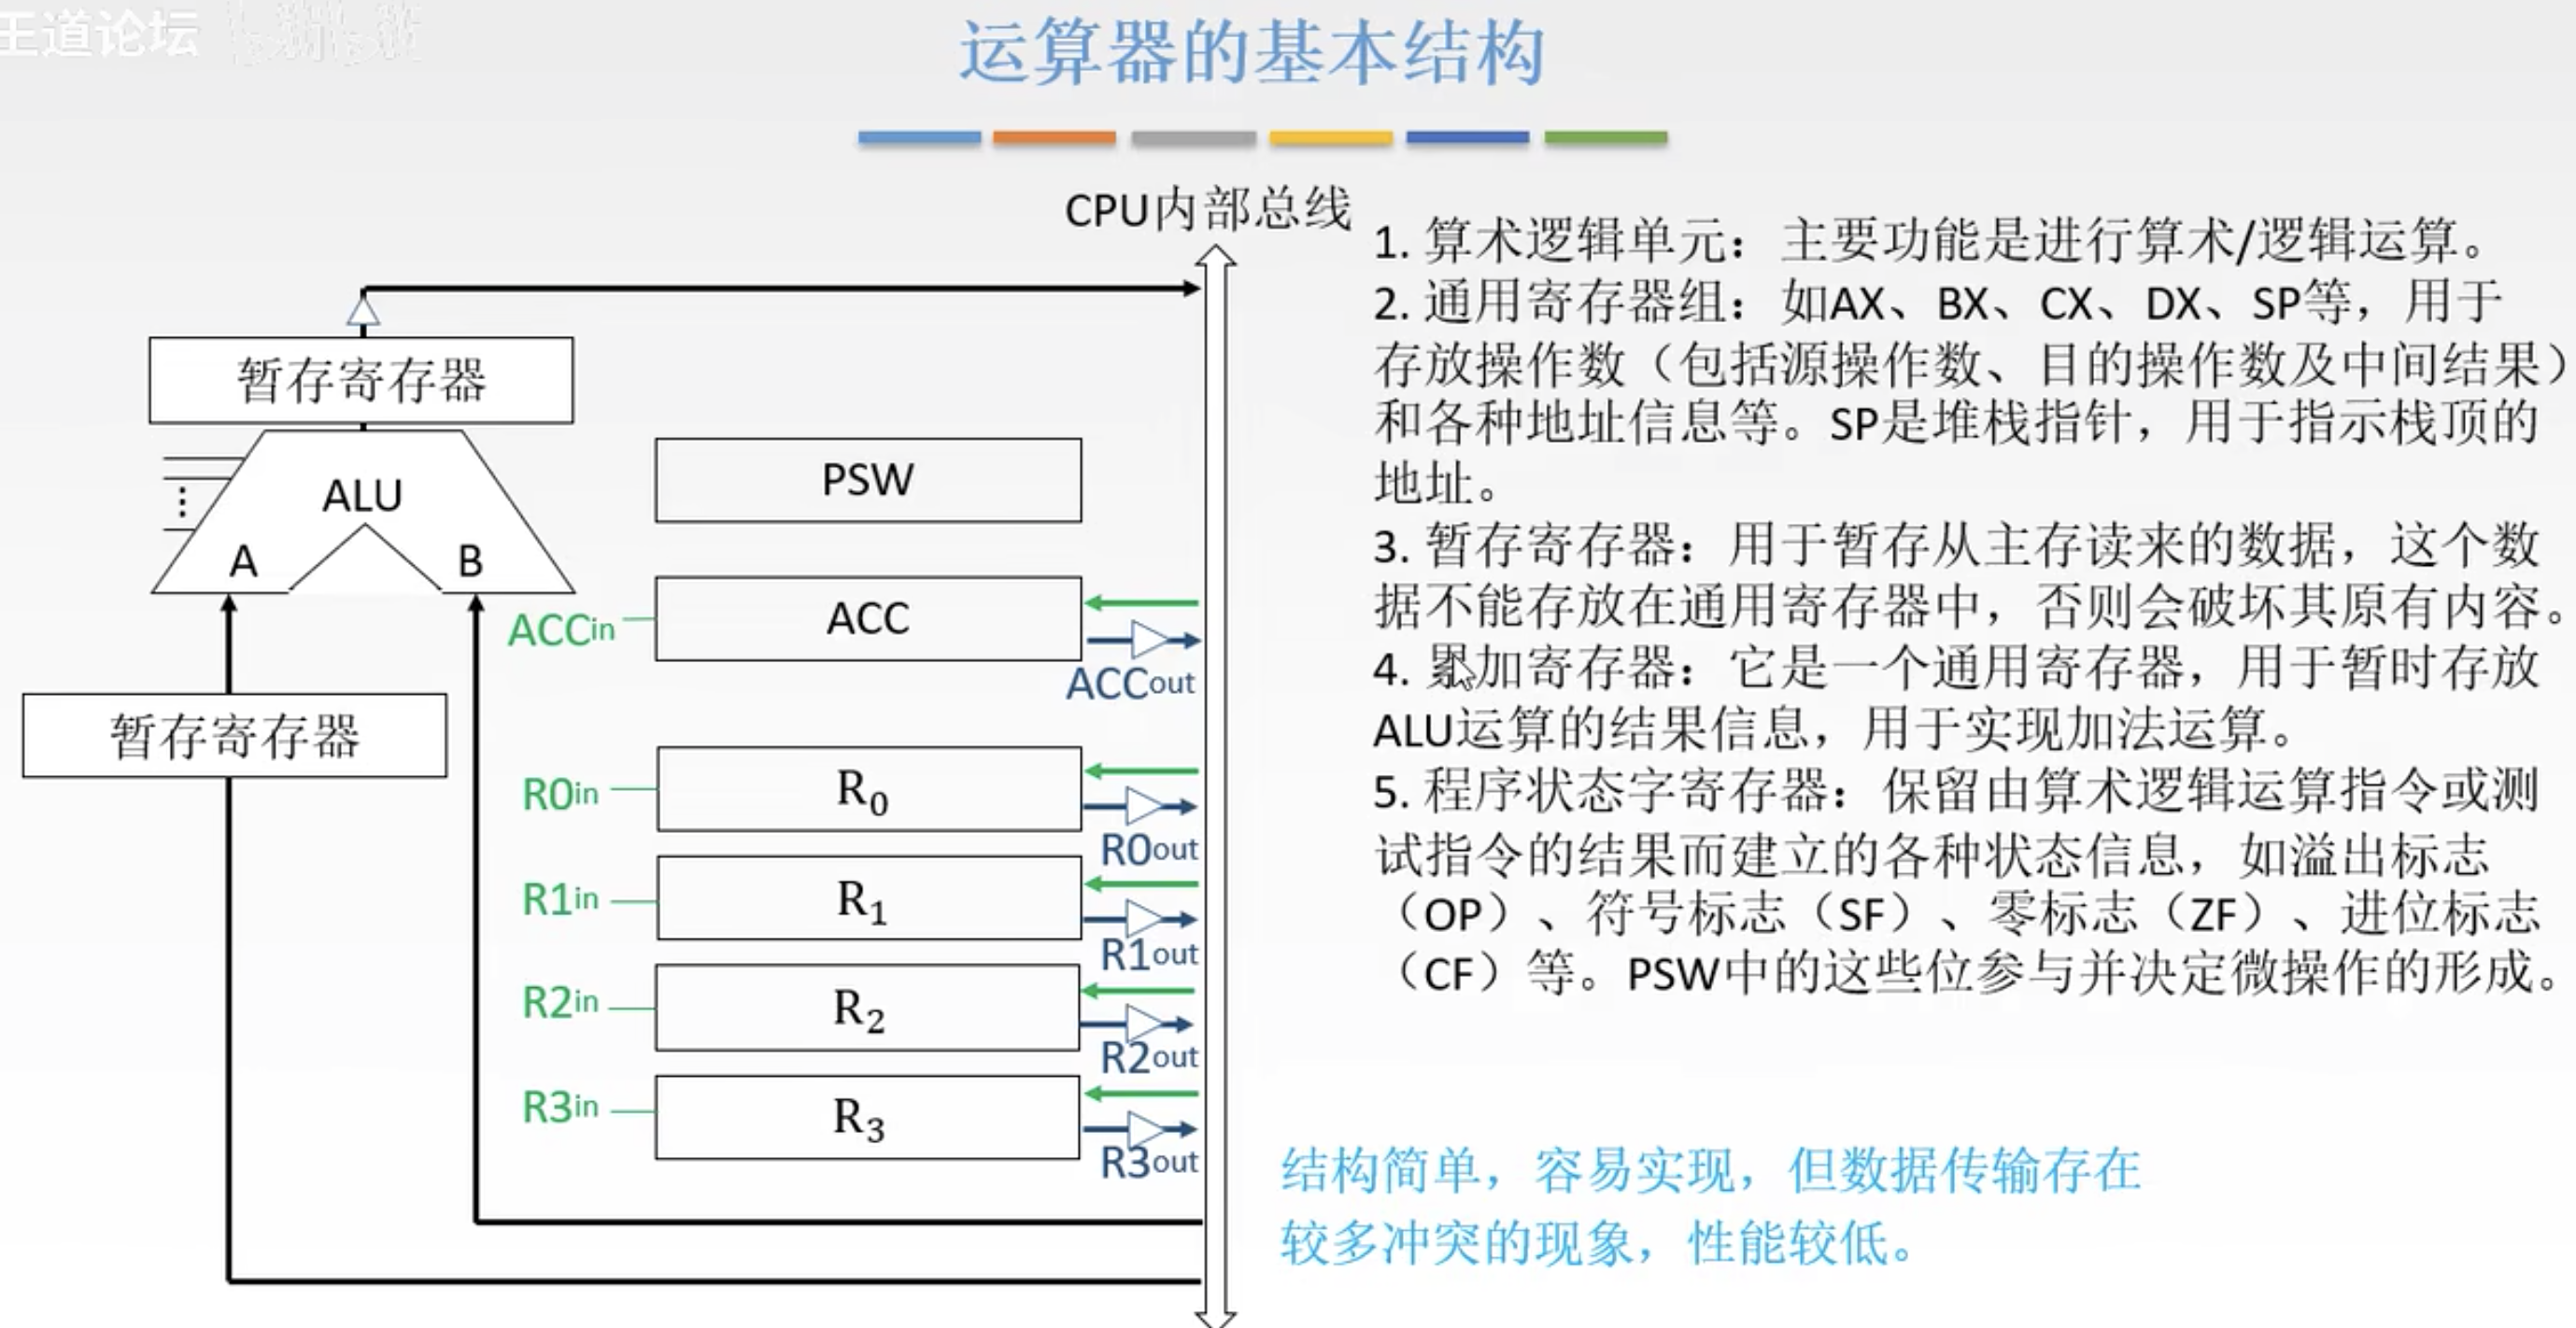 王道论坛
运算器的基本结构
CPU内部总线
暂存寄存器
ALU
A
B
暂存寄存器
PSW
ACC
ACCin
ACCout
R0in
R₀
R0out
R1in
R₁
R1out
R2in
R₂
R2out
R3in
R₃
R3out
1. 算术逻辑单元：主要功能是进行算术/逻辑运算。
2. 通用寄存器组：如AX、BX、CX、DX、SP等，用于
存放操作数（包括源操作数、目的操作数及中间结果）
和各种地址信息等。SP是堆栈指针，用于指示栈顶的
地址。
3. 暂存寄存器：用于暂存从主存读来的数据，这个数
据不能存放在通用寄存器中，否则会破坏其原有内容。
4. 累加寄存器：它是一个通用寄存器，用于暂时存放
ALU运算的结果信息，用于实现加法运算。
5. 程序状态字寄存器：保留由算术逻辑运算指令或测
试指令的结果而建立的各种状态信息，如溢出标志
（OP）、符号标志（SF）、零标志（ZF）、进位标志
（CF）等。PSW中的这些位参与并决定微操作的形成。
结构简单，容易实现，但数据传输存在
较多冲突的现象，性能较低。